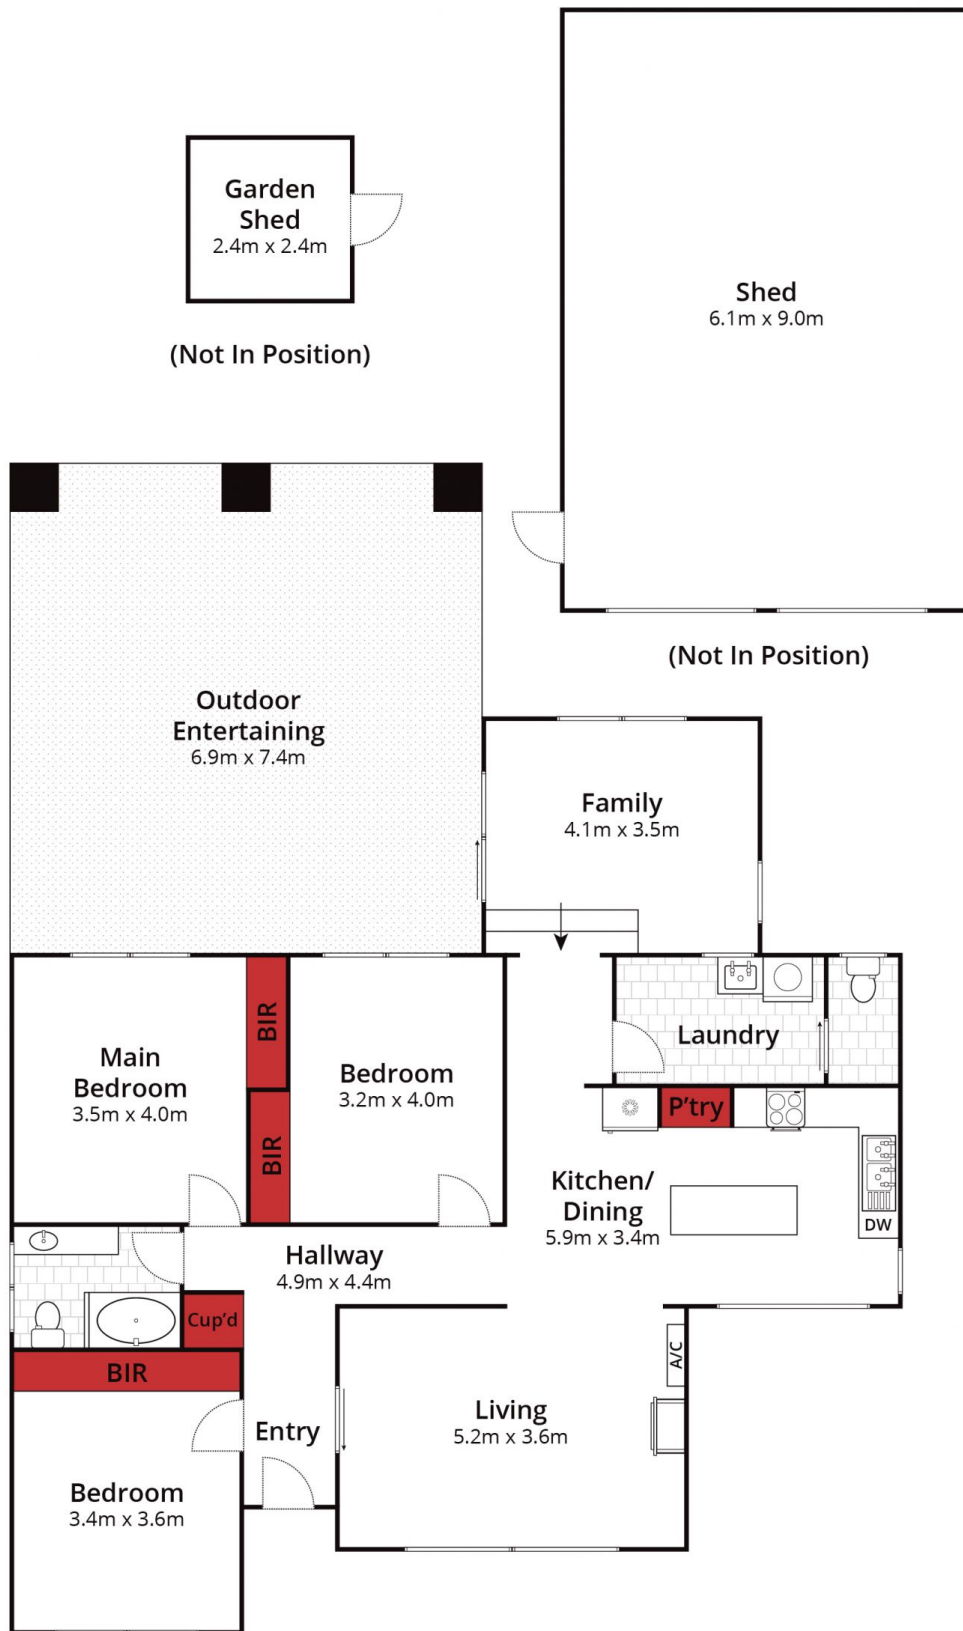 Garden
Shed
2.4m x 2.4m
(Not In Position)
Shed
6.1m x 9.0m
(Not In Position)
Outdoor
Entertaining
6.9m x 7.4m
Family
4.1m x 3.5m
Main
Bedroom
3.5m x 4.0m
BIR
BIR
Bedroom
3.2m x 4.0m
Laundry
P'try
Kitchen/
Dining
5.9m x 3.4m
DW
Hallway
4.9m x 4.4m
Cup'd
BIR
Entry
Living
5.2m x 3.6m
A/C
Bedroom
3.4m x 3.6m